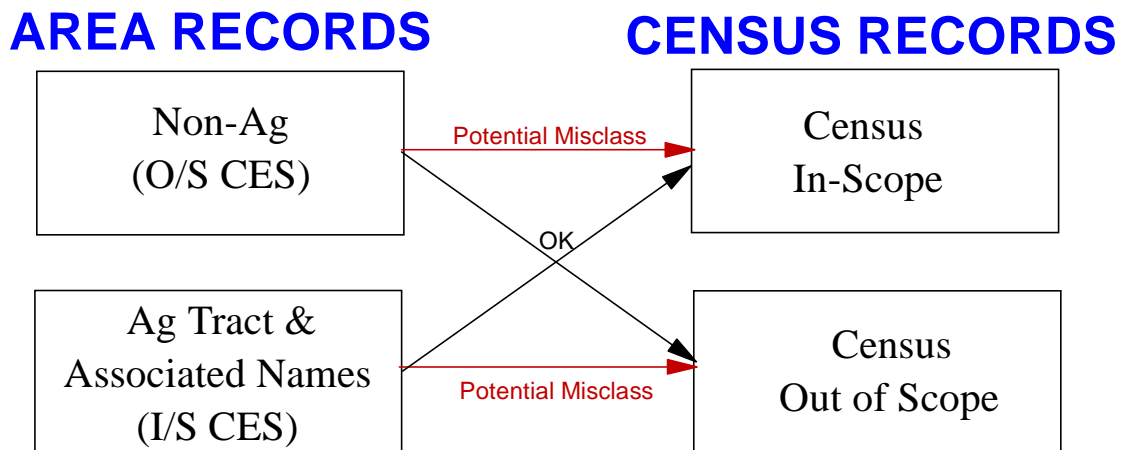 AREA RECORDS
CENSUS RECORDS
Non-Ag
(O/S CES)
Potential Misclass
Census
In-Scope
OK
Ag Tract &
Associated Names
(I/S CES)
Potential Misclass
Census
Out of Scope